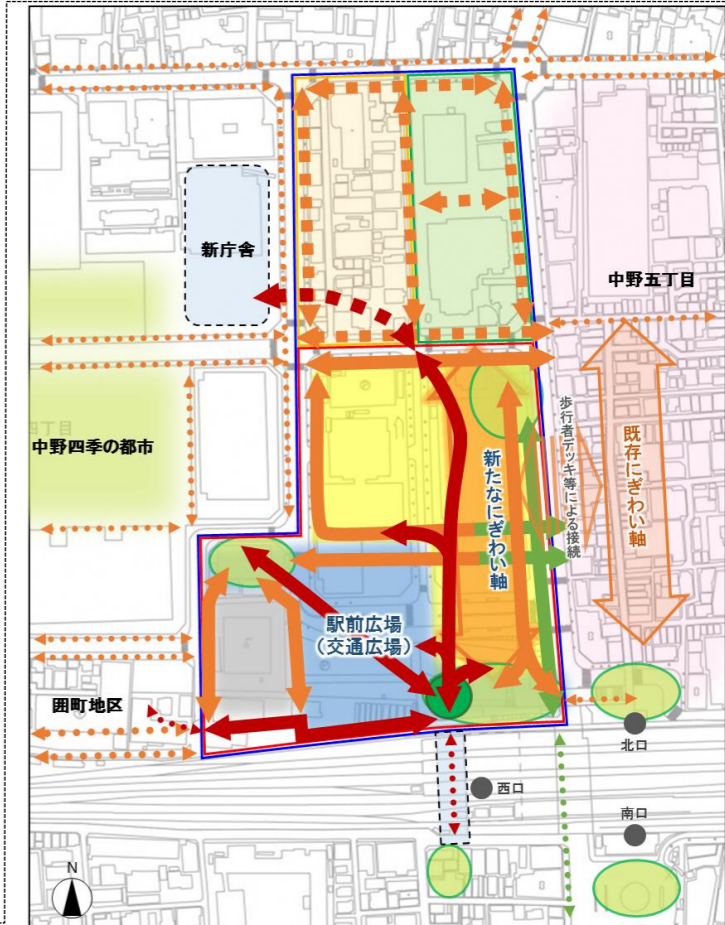 新庁舎
中野五丁目
四丁目
中野四季の都市
新たなにぎわい軸
歩行者デッキ等による接続
既存にぎわい軸
駅前広場
（交通広場）
囲町地区
北口
西口
南口
N